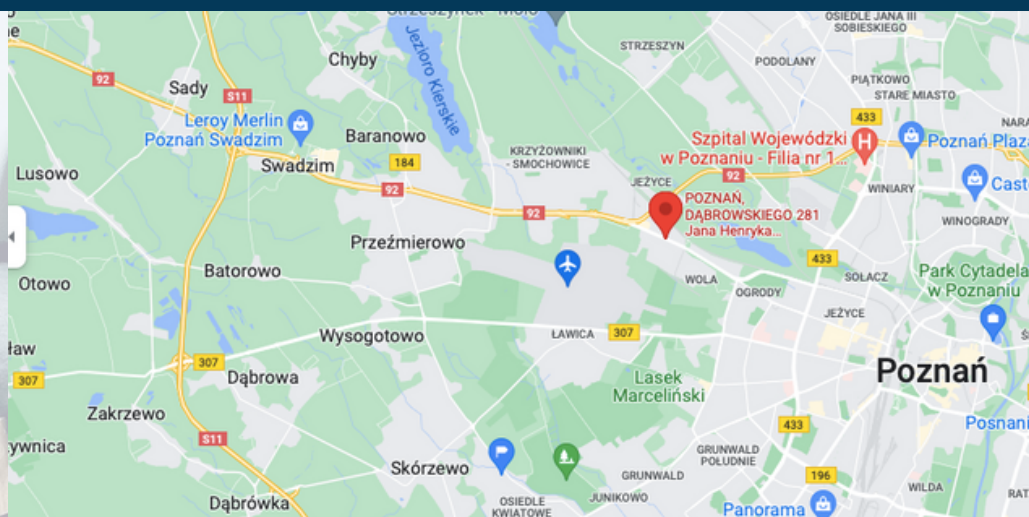 92
Sady
S11
Leroy Merlin
Poznań Swadzim
Swadzim
Lusowo
Chyby
Jezioro Kierskie
Baranowo
184
92
KRZYŻOWNIKI
- SMOCHOWICE
92
STRZESZYN
PODOLANY
OSIEDLE JANA III
SOBIESKIEGO
PIĄTKOWO
STARE MIASTO
433
Szpital Wojewódzki
w Poznaniu - Filia nr 1...
Poznań Plaza
JEŻYCE
92
WINIARY
WINOGRADY
POZNAŃ,
DĄBROWSKIEGO 281
Jana Henryka...
Przeźmierowo
Batorowo
Otowo
433
WOLA
OGRODY
SOŁACZ
Park Cytadela
w Poznaniu
JEŻYCE
Wysogotowo
ŁAWICA
307
307
307
Dąbrowa
Lasek
Marceliński
Poznań
Zakrzewo
433
S11
Skórzewo
GRUNWALD
POŁUDNIE
GRUNWALD
196
WILDA
Dąbrówka
OSIEDLE
KWIATOWE
JUNIKOWO
Panorama